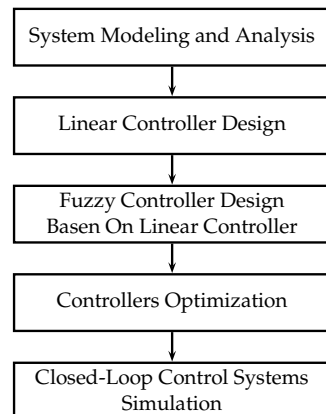 System Modeling and Analysis
Linear Controller Design
Fuzzy Controller Design
Basen On Linear Controller
Controllers Optimization
Closed-Loop Control Systems
Simulation